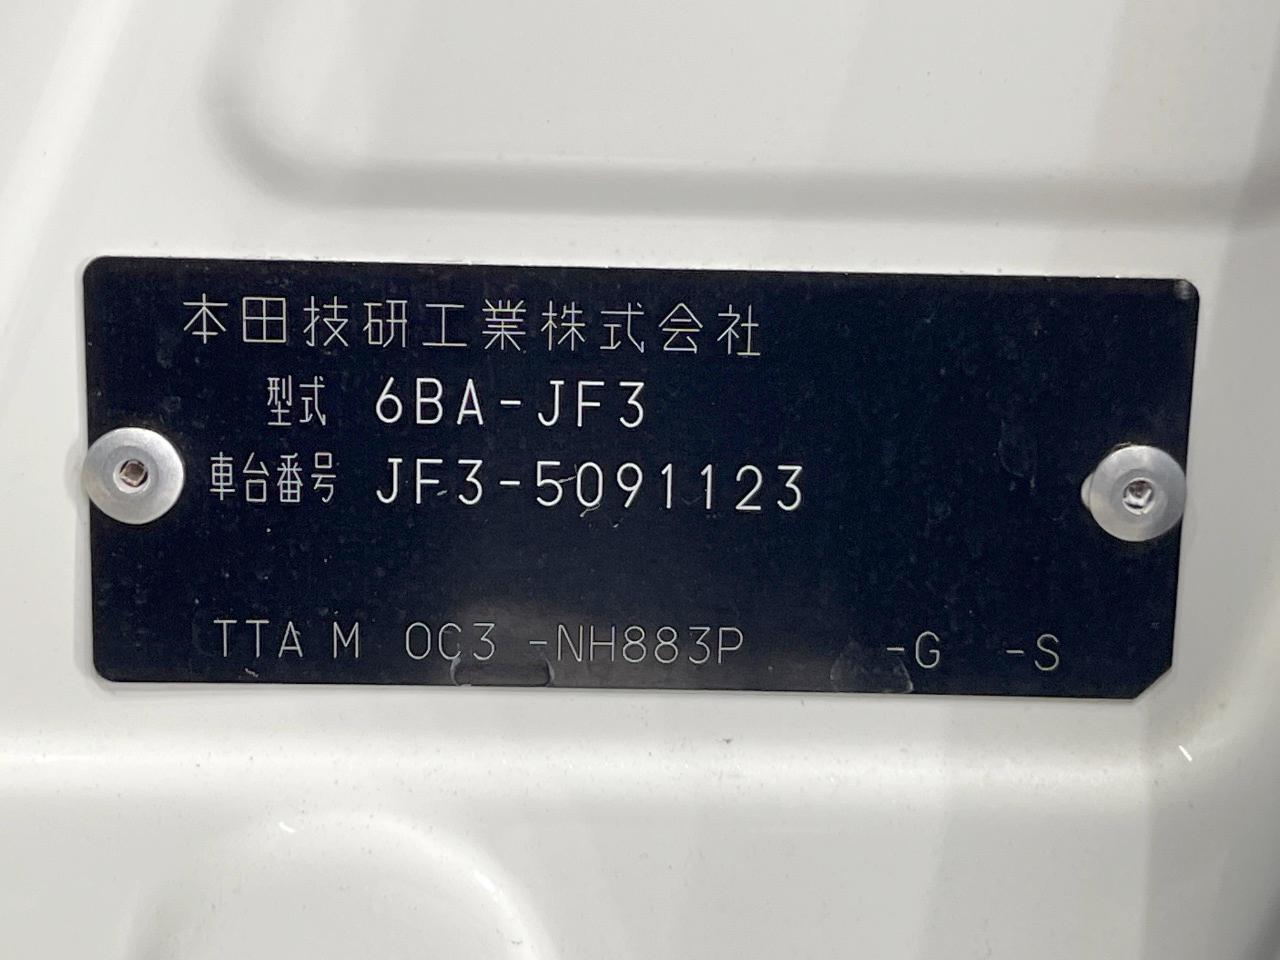 本田技研工業株式会社
型式 6BA-JF3
車台番号 JF3-5091123
TTA M 0C3 -NH883P -G -S